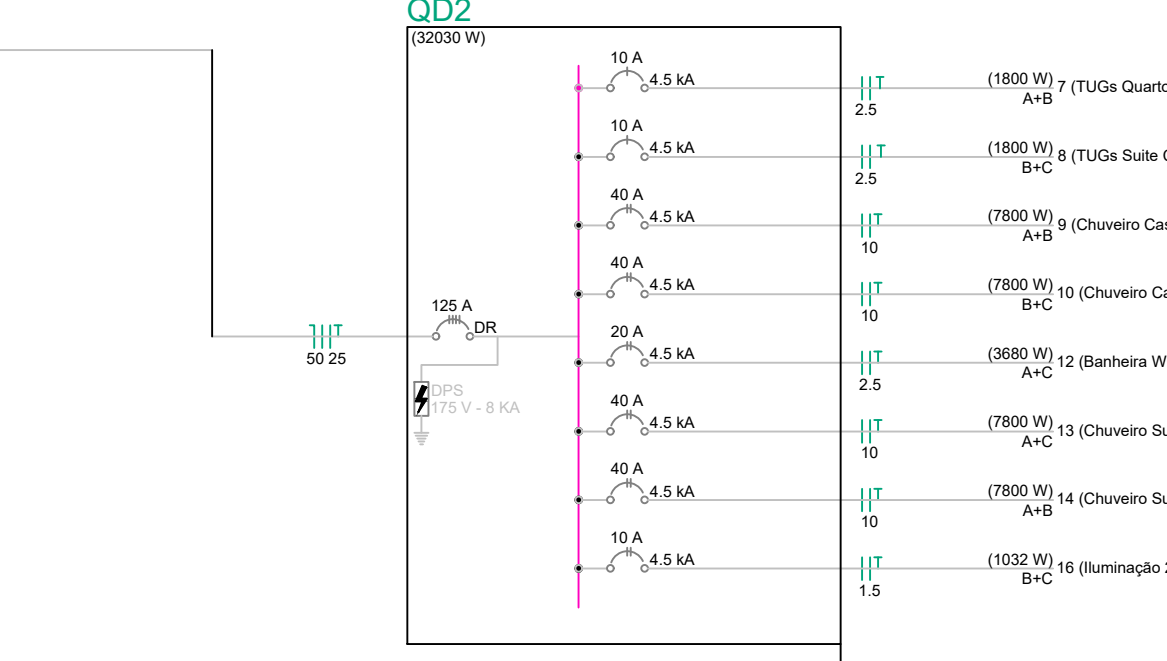 QD2
(32030 W)
10 A
4.5 kA
T
2.5
(1800 W)
A+B
7 (TUGs Quarto
10 A
4.5 kA
T
2.5
(1800 W)
B+C
8 (TUGs Suite
40 A
4.5 kA
T
10
(7800 W)
A+B
9 (Chuveiro Cas
40 A
4.5 kA
T
10
(7800 W)
B+C
10 (Chuveiro Ca
125 A
DR
T
50 25
DPS
175 V - 8 KA
20 A
4.5 kA
T
2.5
(3680 W)
A+C
12 (Banheira W
40 A
4.5 kA
T
10
(7800 W)
A+C
13 (Chuveiro Su
40 A
4.5 kA
T
10
(7800 W)
A+B
14 (Chuveiro Su
10 A
4.5 kA
T
1.5
(1032 W)
B+C
16 (Iluminação 2